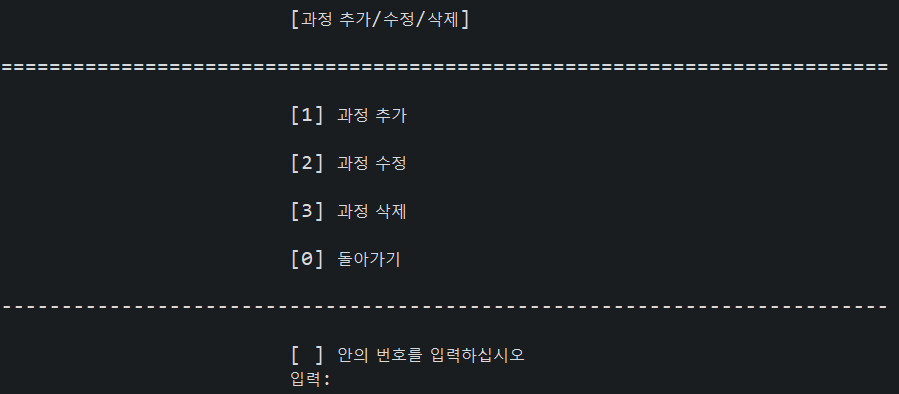 [과정 추가/수정/삭제]
==========================================================================
[1] 과정 추가
[2] 과정 수정
[3] 과정 삭제
[0] 돌아가기
--------------------------------------------------------------------------
[ ] 안의 번호를 입력하십시오
입력: